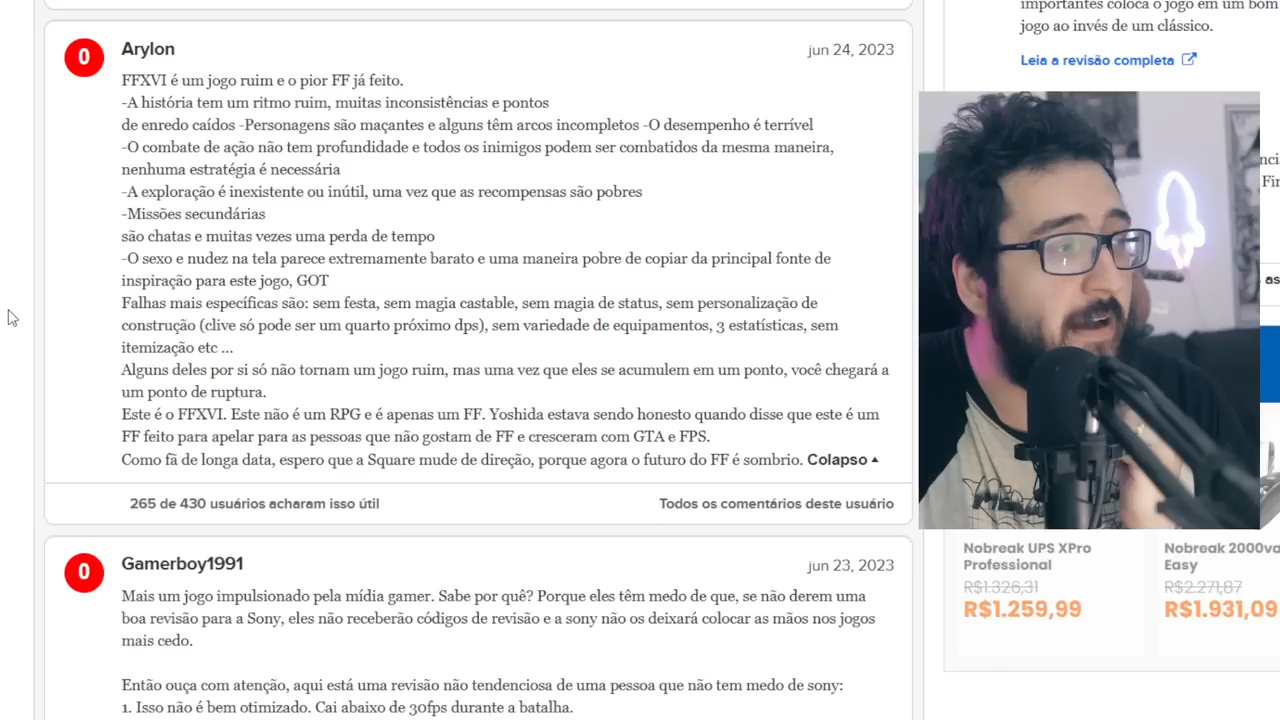 importantes coloca o jogo em um bom
jogo ao invés de um clássico.
Leia a revisão completa
0
Arylon
jun 24, 2023
FFXVI é um jogo ruim e o pior FF já feito.
-A história tem um ritmo ruim, muitas inconsistências e pontos
de enredo caídos -Personagens são maçantes e alguns têm arcos incompletos -O desempenho é terrível
-O combate de ação não tem profundidade e todos os inimigos podem ser combatidos da mesma maneira,
nenhuma estratégia é necessária
-A exploração é inexistente ou inútil, uma vez que as recompensas são pobres
-Missões secundárias
são chatas e muitas vezes uma perda de tempo
-O sexo e nudez na tela parece extremamente barato e uma maneira pobre de copiar da principal fonte de
inspiração para este jogo, GOT
Falhas mais específicas são: sem festa, sem magia castable, sem magia de status, sem personalização de
construção (clive só pode ser um quarto próximo dps), sem variedade de equipamentos, 3 estatísticas, sem
itemização etc ...
Alguns deles por si só não tornam um jogo ruim, mas uma vez que eles se acumulem em um ponto, você chegará a
um ponto de ruptura.
Este é o FFXVI. Este não é um RPG e é apenas um FF. Yoshida estava sendo honesto quando disse que este é um
FF feito para apelar para as pessoas que não gostam de FF e cresceram com GTA e FPS.
Como fã de longa data, espero que a Square mude de direção, porque agora o futuro do FF é sombrio. Colapso
265 de 430 usuários acharam isso útil
Todos os comentários deste usuário
0
Gamerboy1991
jun 23, 2023
Mais um jogo impulsionado pela mídia gamer. Sabe por quê? Porque eles têm medo de que, se não derem uma
boa revisão para a Sony, eles não receberão códigos de revisão e a sony não os deixará colocar as mãos nos jogos
mais cedo.
Então ouça com atenção, aqui está uma revisão não tendenciosa de uma pessoa que não tem medo de sony:
1. Isso não é bem otimizado. Cai abaixo de 30fps durante a batalha.
Nobreak UPS XPro
Professional
R$1.326,31
R$1.259,99
Nobreak 2000va
Easy
R$2.271,87
R$1.931,09